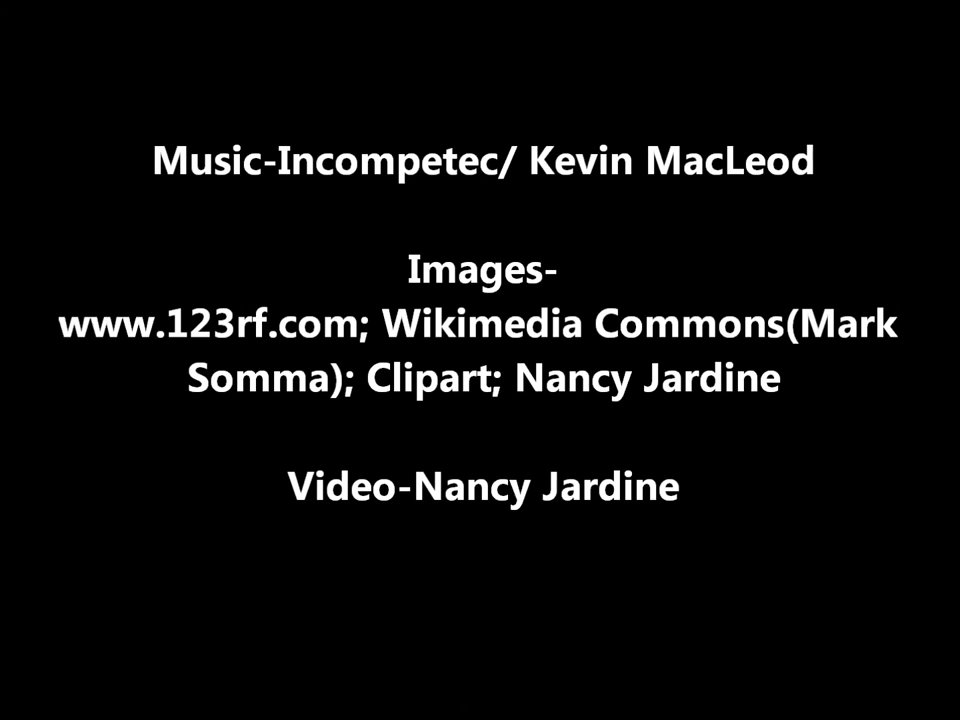 Music-Incompetec/ Kevin MacLeod
Images-
www.123rf.com; Wikimedia Commons(Mark
Somma); Clipart; Nancy Jardine
Video-Nancy Jardine